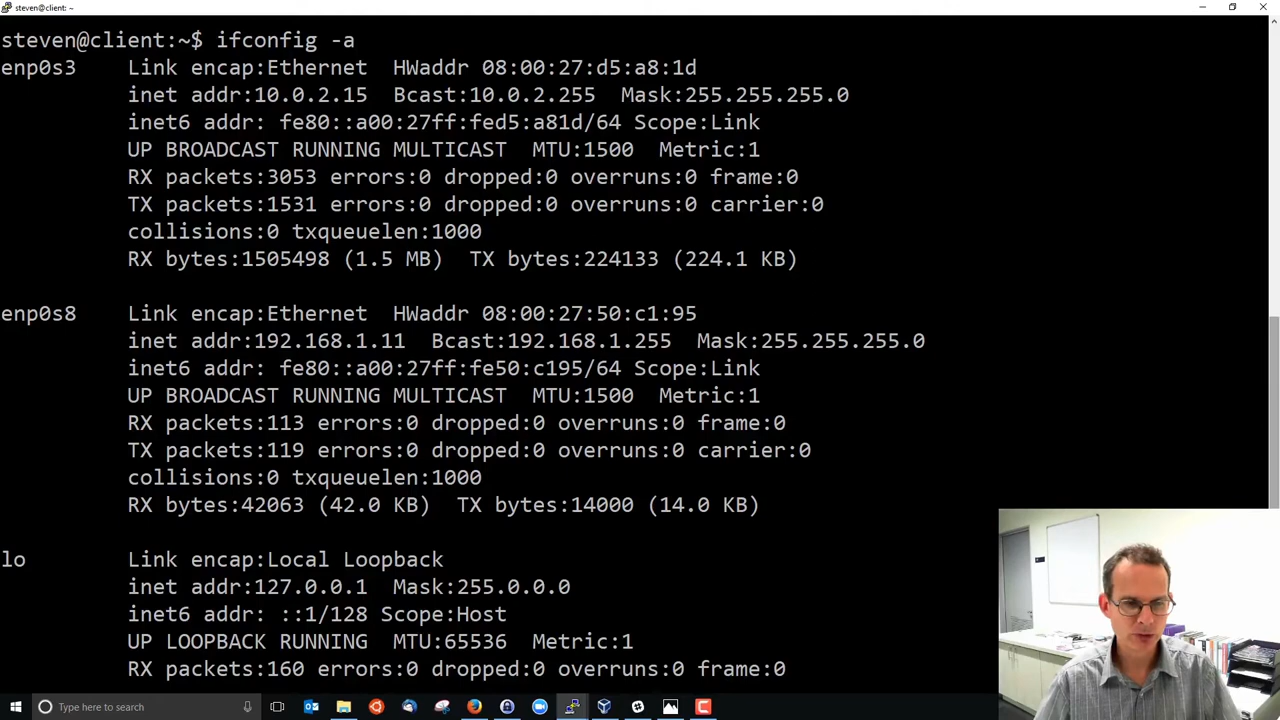 steven@client: ~
steven@client:~$ ifconfig -a
enp0s3 Link encap:Ethernet HWaddr 08:00:27:d5:a8:1d
inet addr:10.0.2.15 Bcast:10.0.2.255 Mask:255.255.255.0
inet6 addr: fe80::a00:27ff:fed5:a81d/64 Scope:Link
UP BROADCAST RUNNING MULTICAST MTU:1500 Metric:1
RX packets:3053 errors:0 dropped:0 overruns:0 frame:0
TX packets:1531 errors:0 dropped:0 overruns:0 carrier:0
collisions:0 txqueuelen:1000
RX bytes:1505498 (1.5 MB) TX bytes:224133 (224.1 KB)
enp0s8 Link encap:Ethernet HWaddr 08:00:27:50:c1:95
inet addr:192.168.1.11 Bcast:192.168.1.255 Mask:255.255.255.0
inet6 addr: fe80::a00:27ff:fe50:c195/64 Scope:Link
UP BROADCAST RUNNING MULTICAST MTU:1500 Metric:1
RX packets:113 errors:0 dropped:0 overruns:0 frame:0
TX packets:119 errors:0 dropped:0 overruns:0 carrier:0
collisions:0 txqueuelen:1000
RX bytes:42063 (42.0 KB) TX bytes:14000 (14.0 KB)
lo Link encap:Local Loopback
inet addr:127.0.0.1 Mask:255.0.0.0
inet6 addr: ::1/128 Scope:Host
UP LOOPBACK RUNNING MTU:65536 Metric:1
RX packets:160 errors:0 dropped:0 overruns:0 frame:0
Type here to search